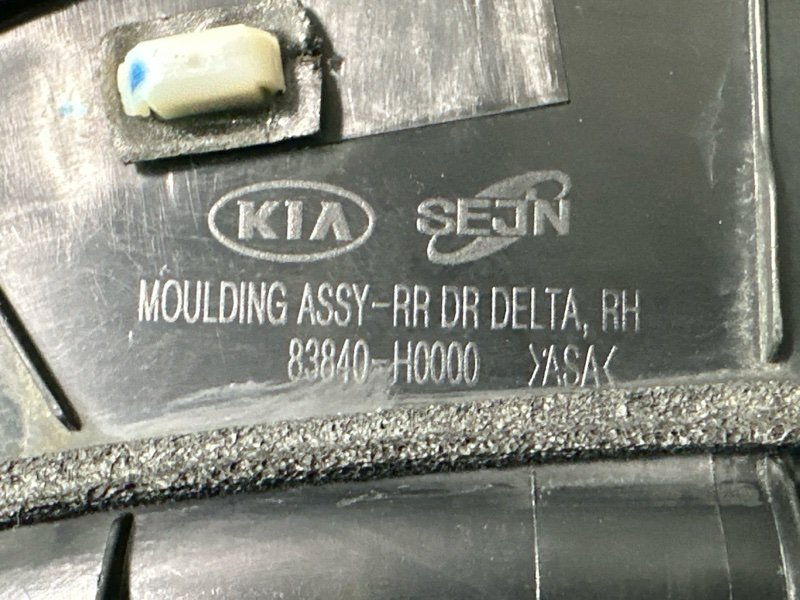 KIA SEJN
MOULDING ASSY-RR DR DELTA, RH
83840-H0000 >ASA<